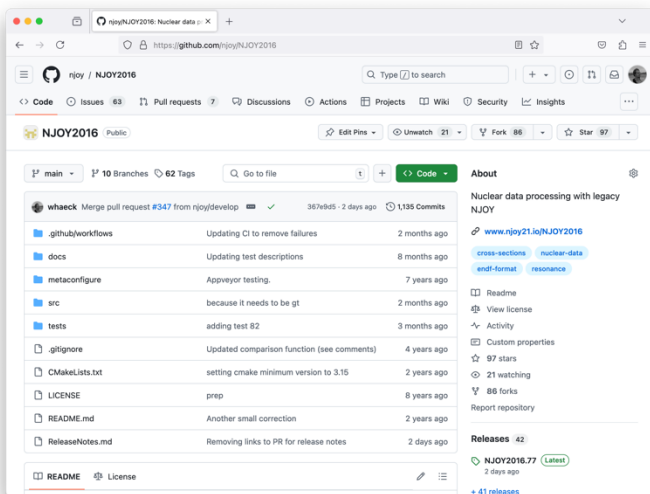 njoy/NJOY2016: Nuclear data p
https://github.com/njoy/NJOY2016
njoy / NJOY2016
Type / to search
Code
Issues 63
Pull requests 7
Discussions
Actions
Projects
Wiki
Security
Insights
NJOY2016 Public
Edit Pins
Unwatch 21
Fork 86
Star 97
main
10 Branches
62 Tags
Go to file t
Code
whaeck Merge pull request #347 from njoy/develop
367e9d5 · 2 days ago
1,135 Commits
.github/workflows Updating CI to remove failures 2 months ago
docs Updating test descriptions 8 months ago
metaconfigure Appveyor testing. 7 years ago
src because it needs to be gt 2 months ago
tests adding test 82 3 months ago
.gitignore Updated comparison function (see comments) 4 years ago
CMakeLists.txt setting cmake minimum version to 3.15 2 years ago
LICENSE prep 8 years ago
README.md Another small correction 2 years ago
ReleaseNotes.md Removing links to PR for release notes 2 days ago
README
License
About
Nuclear data processing with legacy
NJOY
www.njoy21.io/NJOY2016
cross-sections nuclear-data
endf-format resonance
Readme
View license
Activity
Custom properties
97 stars
21 watching
86 forks
Report repository
Releases 42
NJOY2016.77 Latest
2 days ago
+ 41 releases